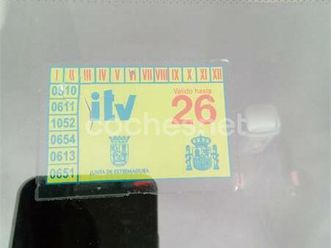 I II III IV V VI VII VIII IX X XI XII
0810
0611
1052
0654
0613
0651
itv
Valido hasta
26
coches.net
JUNTA DE EXTREMADURA